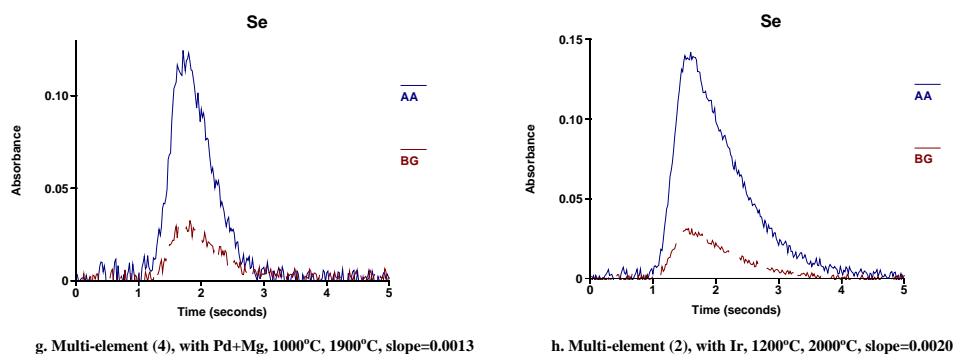 Se
Absorbance
0.10
0.05
0
0
1
2
3
4
5
Time (seconds)
AA
BG
g. Multi-element (4), with Pd+Mg, 1000°C, 1900°C, slope=0.0013
Se
Absorbance
0.15
0.10
0.05
0.00
0
1
2
3
4
5
Time (seconds)
AA
BG
h. Multi-element (2), with Ir, 1200°C, 2000°C, slope=0.0020